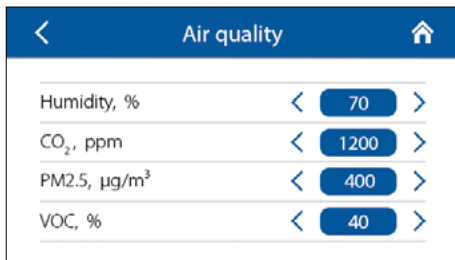 Air quality
Humidity, % 70
CO₂, ppm 1200
PM2.5, µg/m³ 400
VOC, % 40